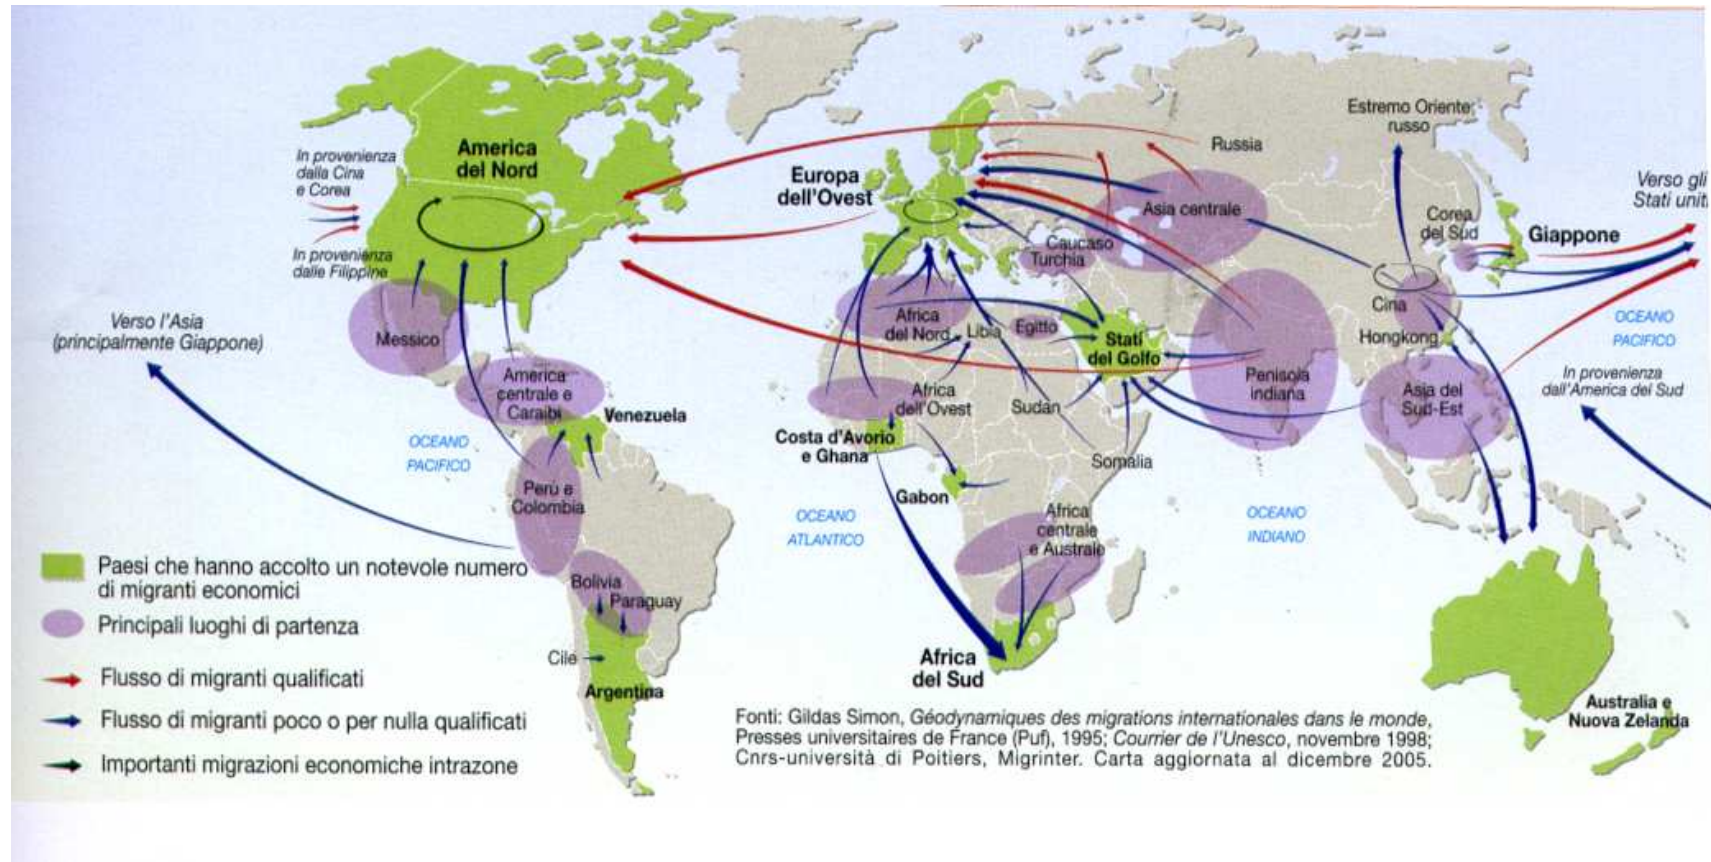 America
del Nord
In provenienza
dalla Cina
e Corea
In provenienza
dalle Filippine
Verso l'Asia
(principalmente Giappone)
Messico
America
centrale e
Caraibi
Venezuela
OCEANO
PACIFICO
Perù e
Colombia
Bolivia
Paraguay
Cile
Argentina
Europa
dell'Ovest
Russia
Estremo Oriente
russo
Asia centrale
Caucaso
Turchia
Corea
del Sud
Giappone
Verso gli
Stati unit
Cina
Hongkong
OCEANO
PACIFICO
In provenienza
dall'America del Sud
Africa
del Nord
Libia
Egitto
Stati
del Golfo
Penisola
indiana
Asia del
Sud-Est
Africa
dell'Ovest
Sudan
Costa d'Avorio
e Ghana
Somalia
Gabon
OCEANO
ATLANTICO
Africa
centrale
e Australe
OCEANO
INDIANO
Africa
del Sud
Australia e
Nuova Zelanda
Paesi che hanno accolto un notevole numero
di migranti economici
Principali luoghi di partenza
Flusso di migranti qualificati
Flusso di migranti poco o per nulla qualificati
Importanti migrazioni economiche intrazone
Fonti: Gildas Simon, Géodynamiques des migrations internationales dans le monde,
Presses universitaires de France (Puf), 1995; Courrier de l'Unesco, novembre 1998;
Cnrs-università di Poitiers, Migrinter. Carta aggiornata al dicembre 2005.